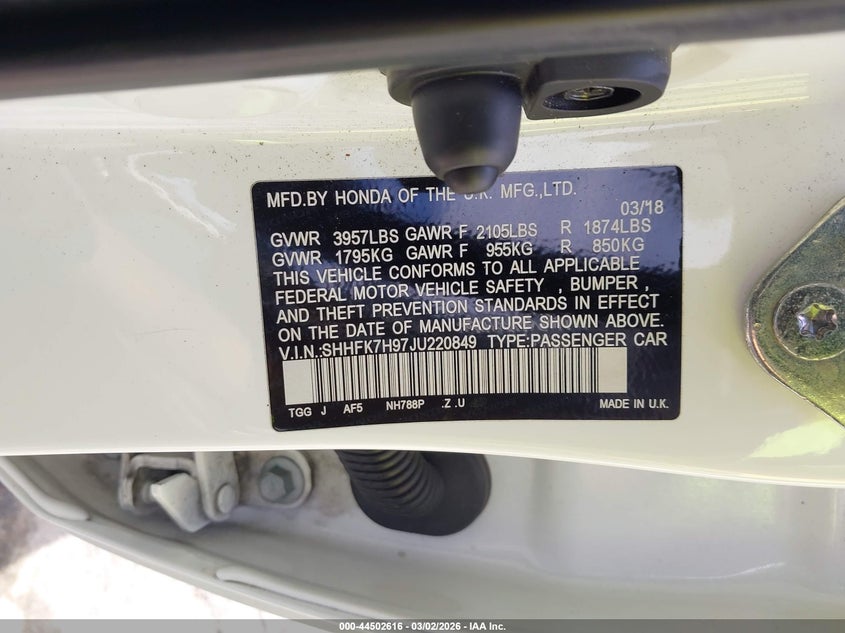 MFD.BY HONDA OF THE U.K. MFG.,LTD.
03/18
GVWR 3957LBS GAWR F 2105LBS R 1874LBS
GVWR 1795KG GAWR F 955KG R 850KG
THIS VEHICLE CONFORMS TO ALL APPLICABLE
FEDERAL MOTOR VEHICLE SAFETY , BUMPER ,
AND THEFT PREVENTION STANDARDS IN EFFECT
ON THE DATE OF MANUFACTURE SHOWN ABOVE.
V.I.N.:SHHFK7H97JU220849 TYPE:PASSENGER CAR
TGG J AF5 NH788P .Z .U MADE IN U.K.
000-44502616 - 03/02/2026 - IAA Inc.